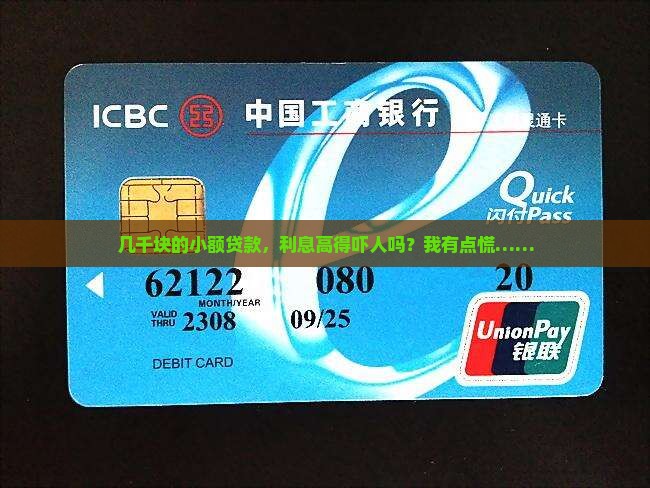 ICBC 中国工商银行
通卡
Quick
闪付Pass
几千块的小额贷款，利息高得吓人吗？我有点慌……
62122 080 20
MONTH/YEAR
VALID THRU 2308 09/25
DEBIT CARD
UnionPay
银联